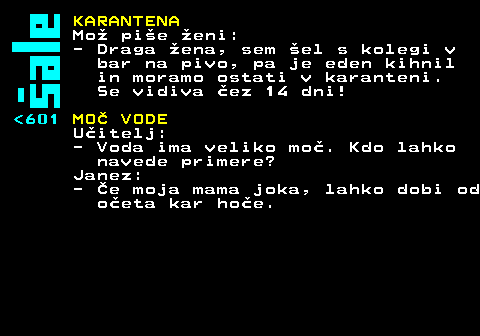 Šale
KARANTENA
Mož piše ženi:
- Draga žena, sem šel s kolegi v
bar na pivo, pa je eden kihnil
in moramo ostati v karanteni.
Se vidiva čez 14 dni!
<601 MOČ VODE
Učitelj:
- Voda ima veliko moč. Kdo lahko
navede primere?
Janez:
- Če moja mama joka, lahko dobi od
očeta kar hoče.